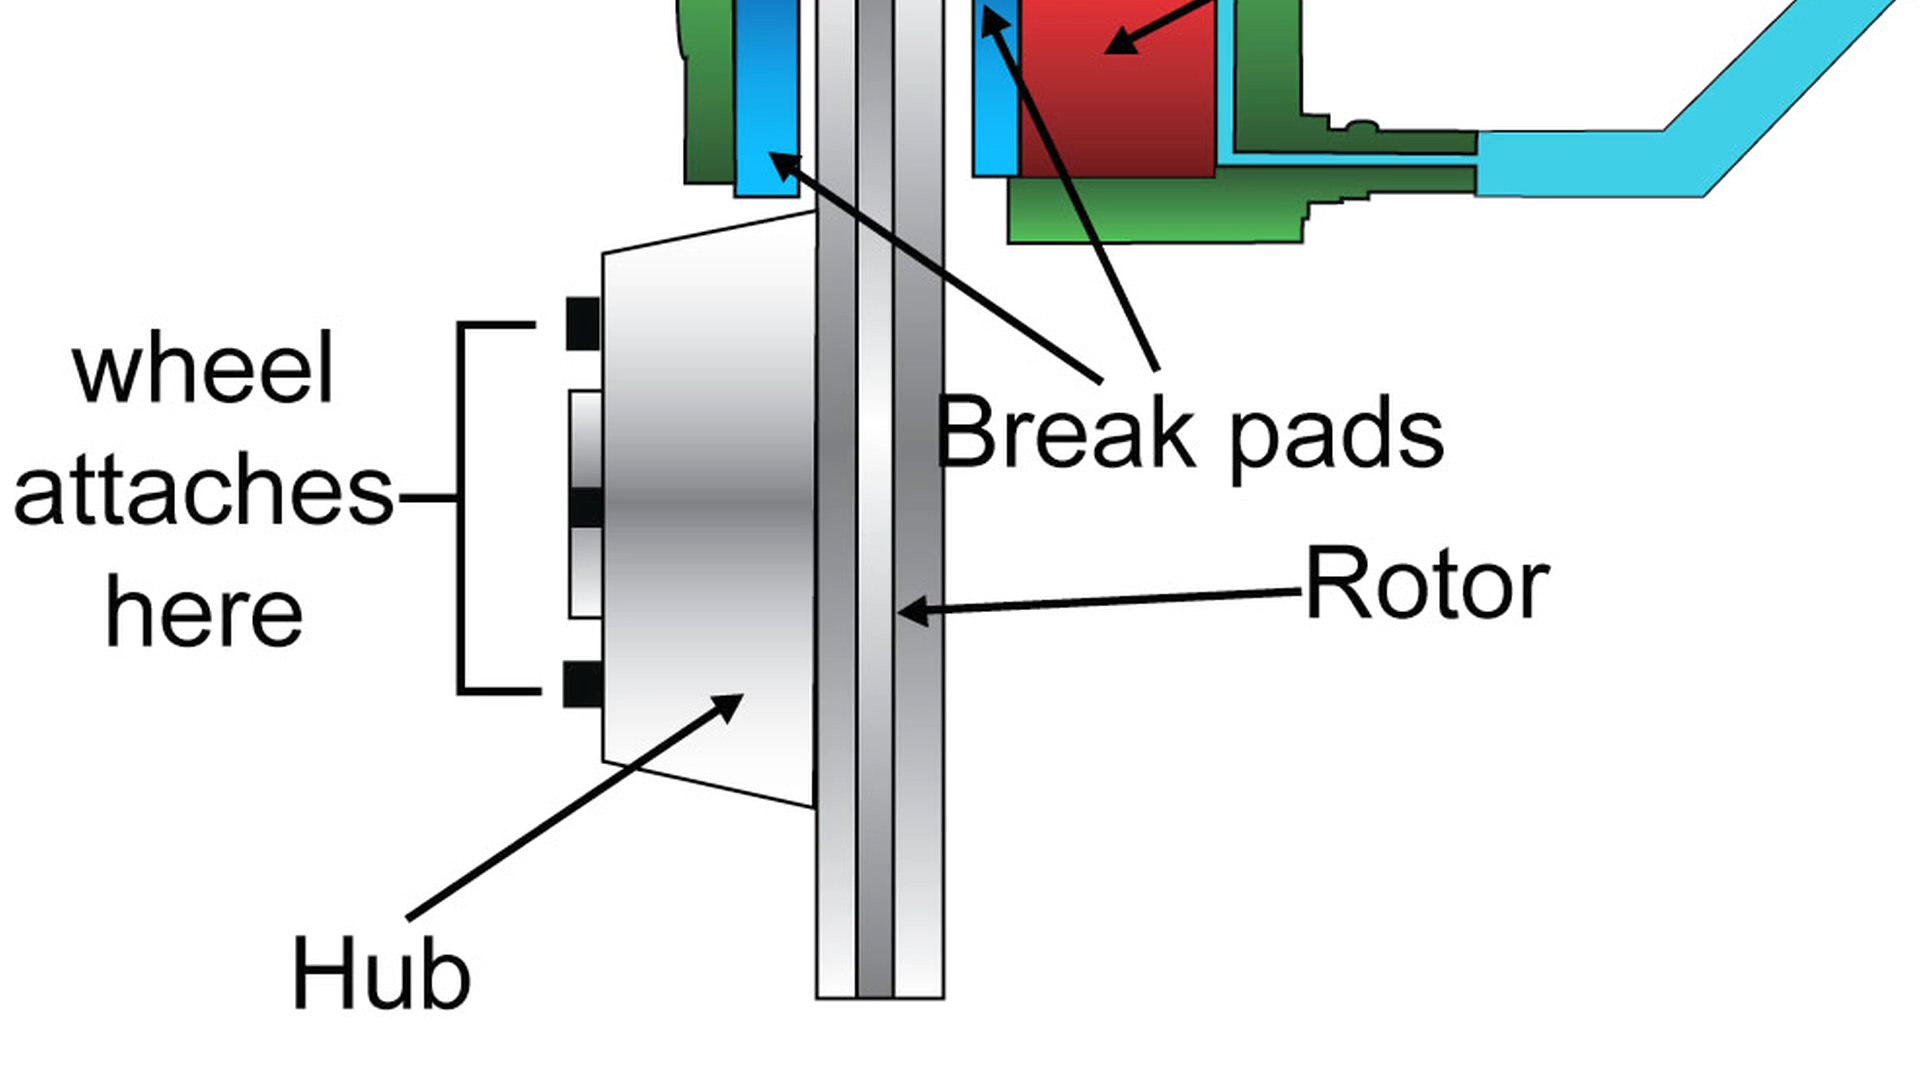 wheel
attaches
here
Break pads
Rotor
Hub